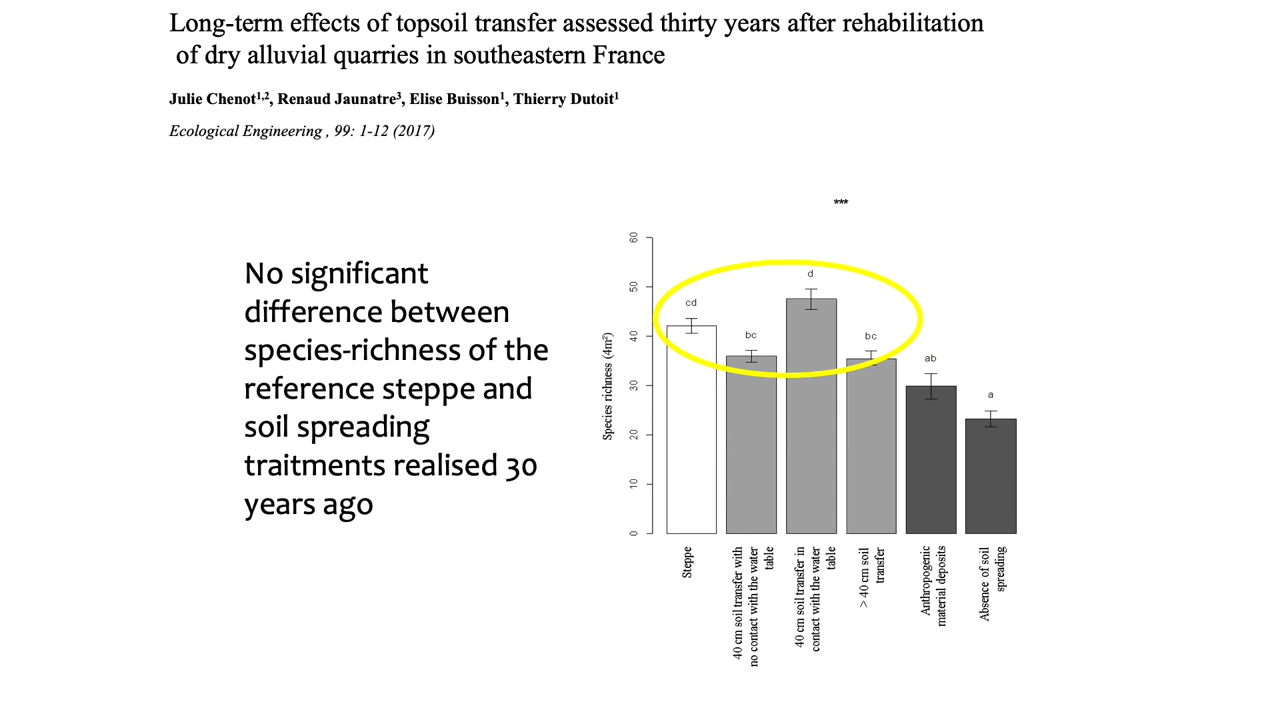 Long-term effects of topsoil transfer assessed thirty years after rehabilitation
of dry alluvial quarries in southeastern France
Julie Chenot1,2, Renaud Jaunatre3, Elise Buisson1, Thierry Dutoit1
Ecological Engineering , 99: 1-12 (2017)
No significant
difference between
species-richness of the
reference steppe and
soil spreading
traitments realised 30
years ago
***
Species richness (4m²)
60
50
40
30
20
10
0
cd
bc
d
bc
ab
a
Steppe
40 cm soil transfer with
no contact with the water
table
40 cm soil transfer in
contact with the water
table
> 40 cm soil
transfer
Anthropogenic
material deposits
Absence of soil
spreading